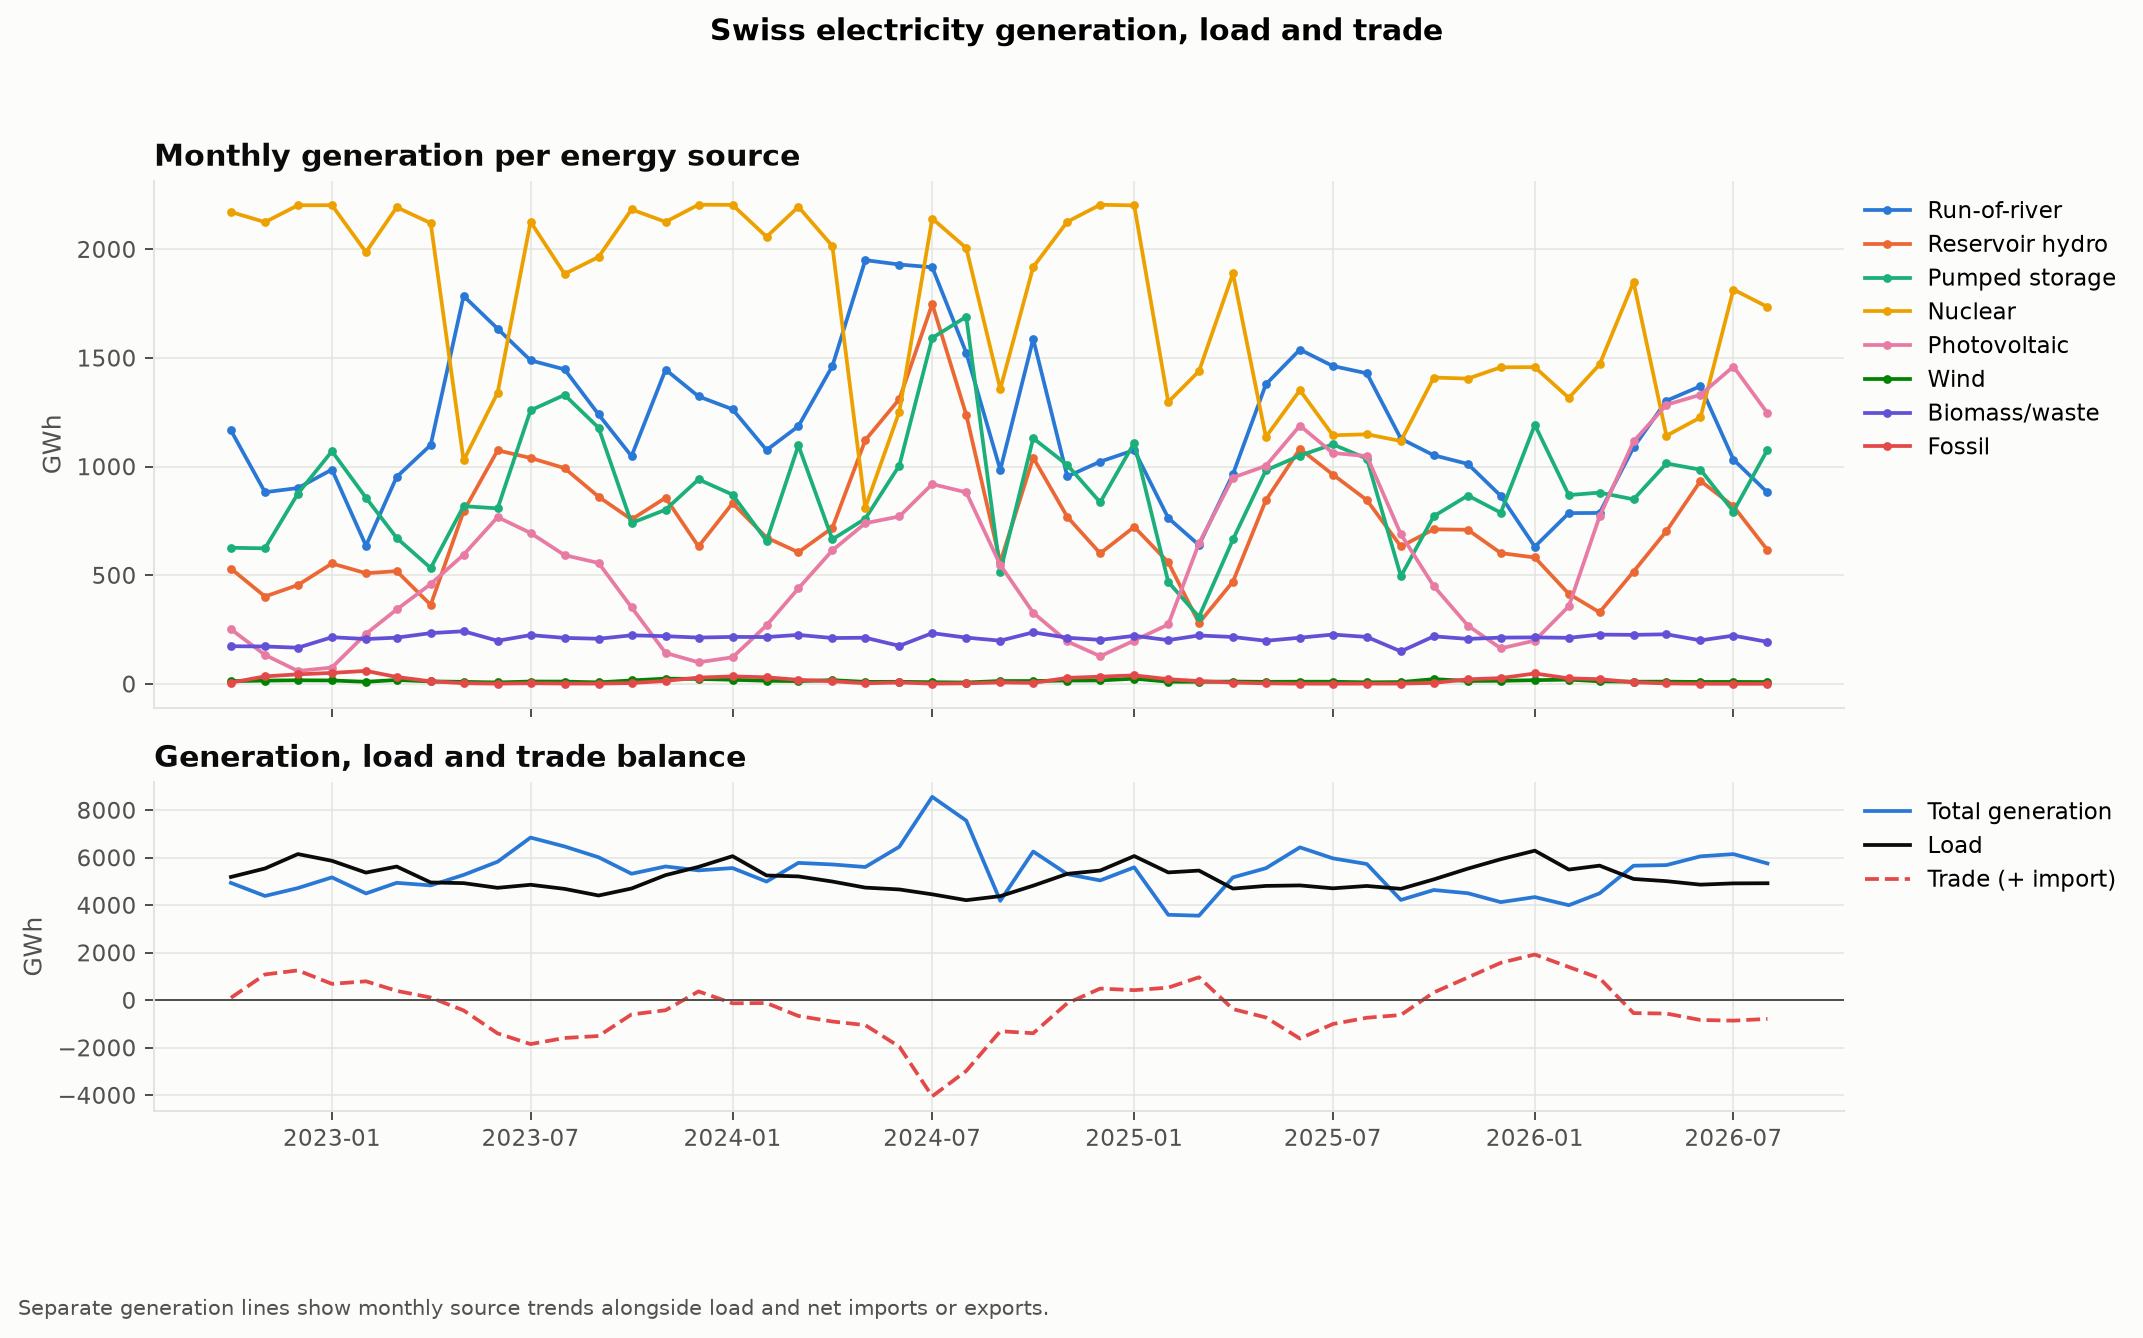 Swiss electricity generation, load and trade
Monthly generation per energy source
GWh
2000
1500
1000
500
0
Run-of-river
Reservoir hydro
Pumped storage
Nuclear
Photovoltaic
Wind
Biomass/waste
Fossil
Generation, load and trade balance
GWh
8000
6000
4000
2000
0
−2000
−4000
Total generation
Load
Trade (+ import)
2023-01
2023-07
2024-01
2024-07
2025-01
2025-07
2026-01
2026-07
Separate generation lines show monthly source trends alongside load and net imports or exports.